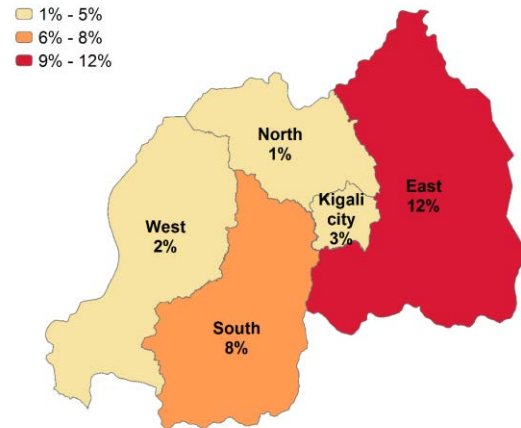 1% - 5%
6% - 8%
9% - 12%
North
1%
East
12%
Kigali
city
3%
West
2%
South
8%